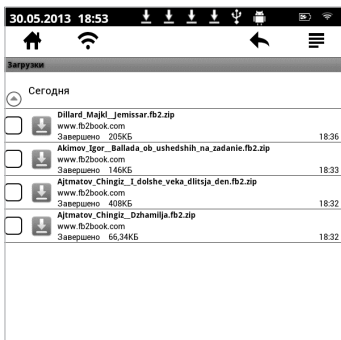 30.05.2013 18:53
Загрузки
Сегодня
Dillard_Majkl__Jemissar.fb2.zip
www.fb2book.com
Завершено 205КБ 18:36
Akimov_Igor__Ballada_ob_ushedshih_na_zadanie.fb2.zip
www.fb2book.com
Завершено 146КБ 18:33
Ajtmatov_Chingiz__I_dolshe_veka_dlitsja_den.fb2.zip
www.fb2book.com
Завершено 408КБ 18:32
Ajtmatov_Chingiz__Dzhamilja.fb2.zip
www.fb2book.com
Завершено 66,34КБ 18:32